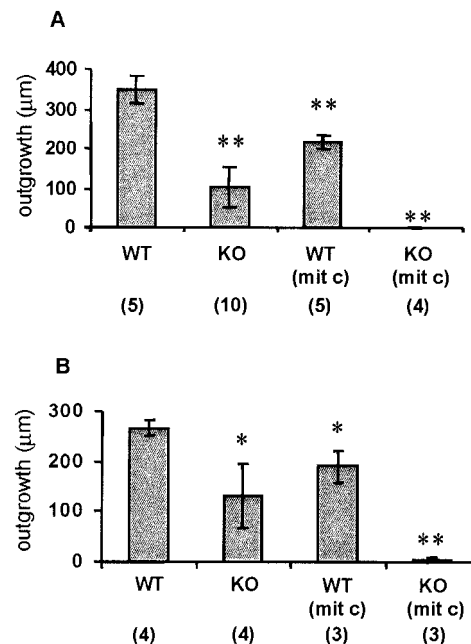 A
outgrowth (µm)
400
300
200
100
0
**
**
**
WT
KO
WT
(mit c)
KO
(mit c)
(5)
(10)
(5)
(4)
B
outgrowth (µm)
300
200
100
0
*
*
**
WT
KO
WT
(mit c)
KO
(mit c)
(4)
(4)
(3)
(3)